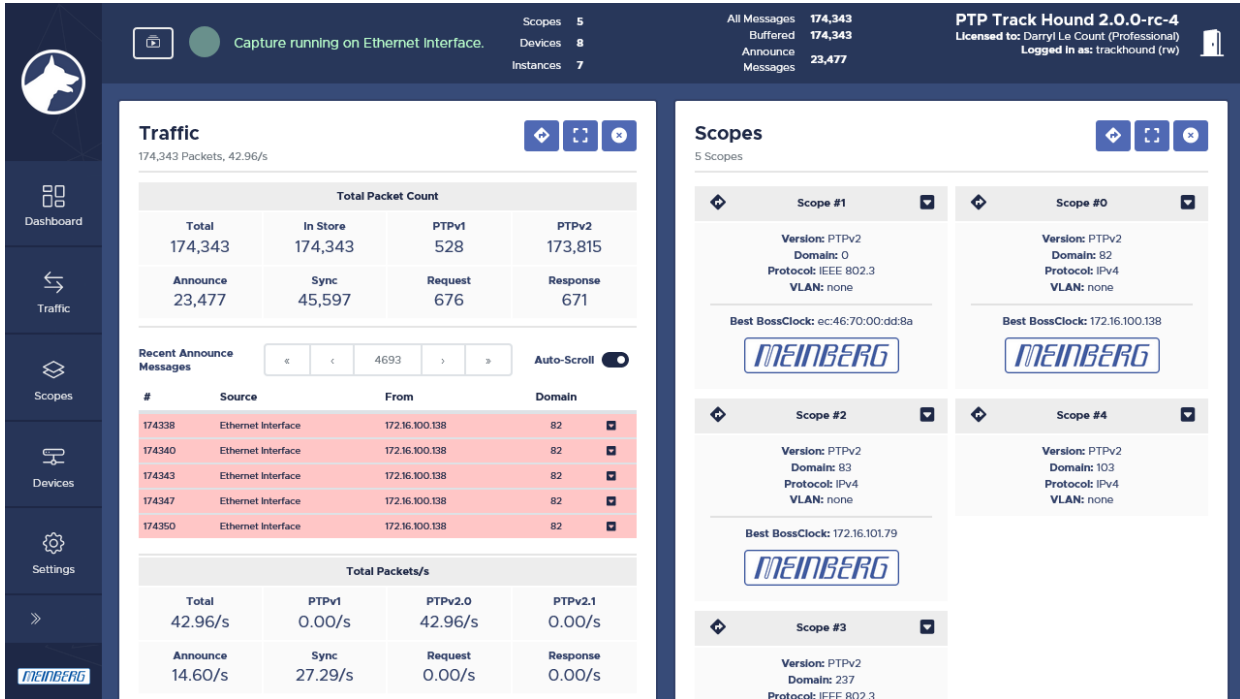 Capture running on Ethernet Interface.
Scopes 5
Devices 8
Instances 7
All Messages 174,343
Buffered 174,343
Announce
Messages 23,477
PTP Track Hound 2.0.0-rc-4
Licensed to: Darryl Le Count (Professional)
Logged in as: trackhound (rw)
Dashboard
Traffic
Scopes
Devices
Settings
MEINBERG
Traffic
174,343 Packets, 42.96/s
Total Packet Count
Total In Store PTPv1 PTPv2
174,343 174,343 528 173,815
Announce Sync Request Response
23,477 45,597 676 671
Recent Announce
Messages
« ‹ 4693 › »
Auto-Scroll
# Source From Domain
174338 Ethernet Interface 172.16.100.138 82
174340 Ethernet Interface 172.16.100.138 82
174343 Ethernet Interface 172.16.100.138 82
174347 Ethernet Interface 172.16.100.138 82
174350 Ethernet Interface 172.16.100.138 82
Total Packets/s
Total PTPv1 PTPv2.0 PTPv2.1
42.96/s 0.00/s 42.96/s 0.00/s
Announce Sync Request Response
14.60/s 27.29/s 0.00/s 0.00/s
Scopes
5 Scopes
Scope #1
Version: PTPv2
Domain: 0
Protocol: IEEE 802.3
VLAN: none
Best BossClock: ec:46:70:00:dd:8a
MEINBERG
Scope #0
Version: PTPv2
Domain: 82
Protocol: IPv4
VLAN: none
Best BossClock: 172.16.100.138
MEINBERG
Scope #2
Version: PTPv2
Domain: 83
Protocol: IPv4
VLAN: none
Best BossClock: 172.16.101.79
MEINBERG
Scope #4
Version: PTPv2
Domain: 103
Protocol: IPv4
VLAN: none
Scope #3
Version: PTPv2
Domain: 237
Protocol: IEEE 802.3